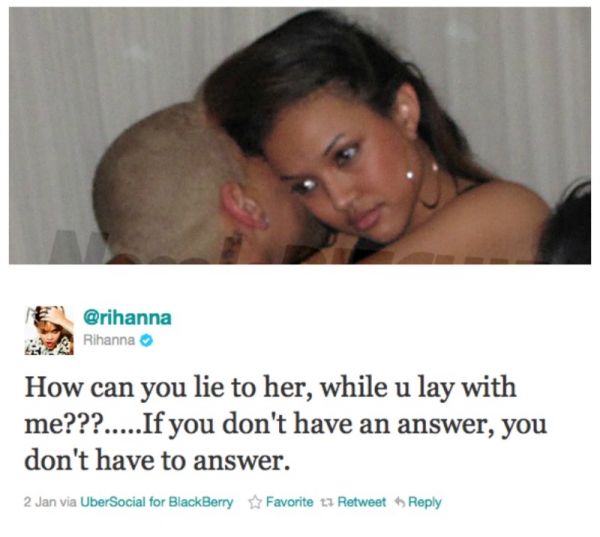 @rihanna
Rihanna
How can you lie to her, while u lay with
me???.....If you don't have an answer, you
don't have to answer.
2 Jan via UberSocial for BlackBerry Favorite Retweet Reply